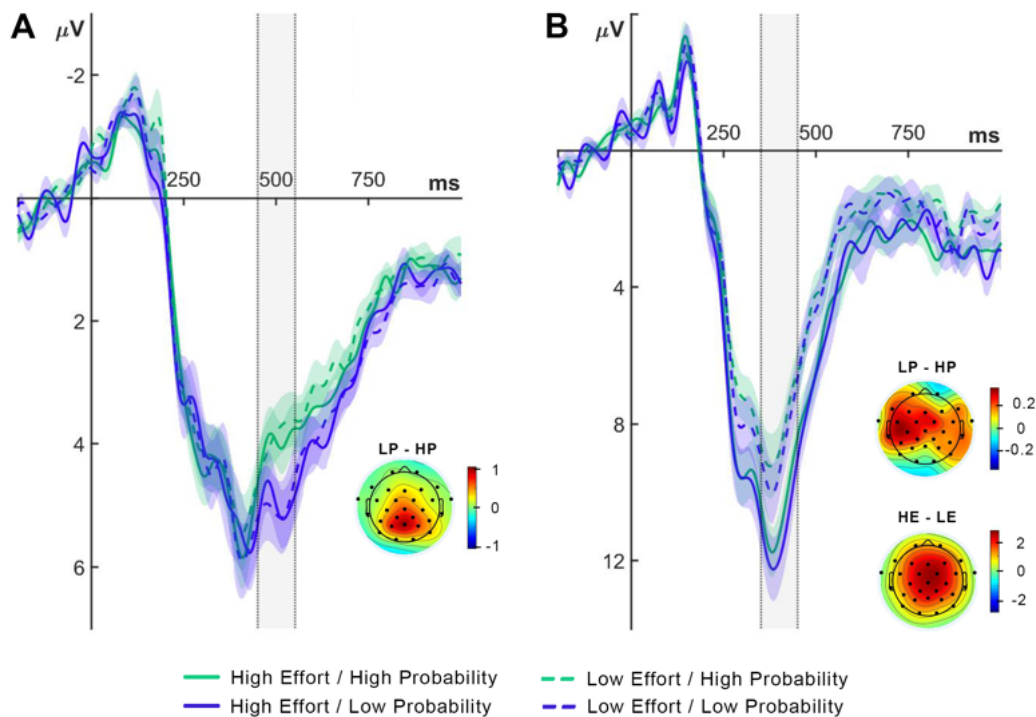 A
µV
-2
250
500
750
ms
2
4
6
LP - HP
1
0
-1
B
µV
250
500
750
ms
4
8
12
LP - HP
0.2
0
-0.2
HE - LE
2
0
-2
High Effort / High Probability
Low Effort / High Probability
High Effort / Low Probability
Low Effort / Low Probability